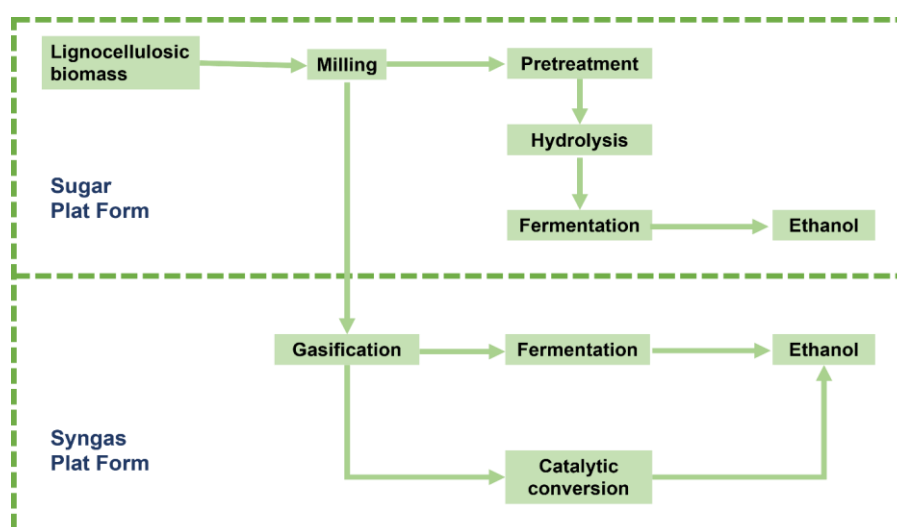 Lignocellulosic
biomass
Milling
Pretreatment
Hydrolysis
Sugar
Plat Form
Fermentation
Ethanol
Gasification
Fermentation
Ethanol
Syngas
Plat Form
Catalytic
conversion